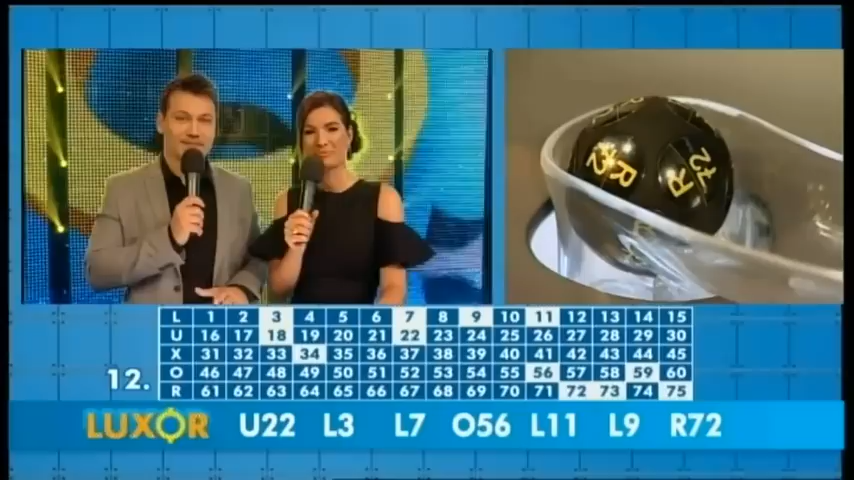 R72
R72
L 1 2 3 4 5 6 7 8 9 10 11 12 13 14 15
U 16 17 18 19 20 21 22 23 24 25 26 27 28 29 30
X 31 32 33 34 35 36 37 38 39 40 41 42 43 44 45
O 46 47 48 49 50 51 52 53 54 55 56 57 58 59 60
R 61 62 63 64 65 66 67 68 69 70 71 72 73 74 75
12.
LUXOR U22 L3 L7 O56 L11 L9 R72